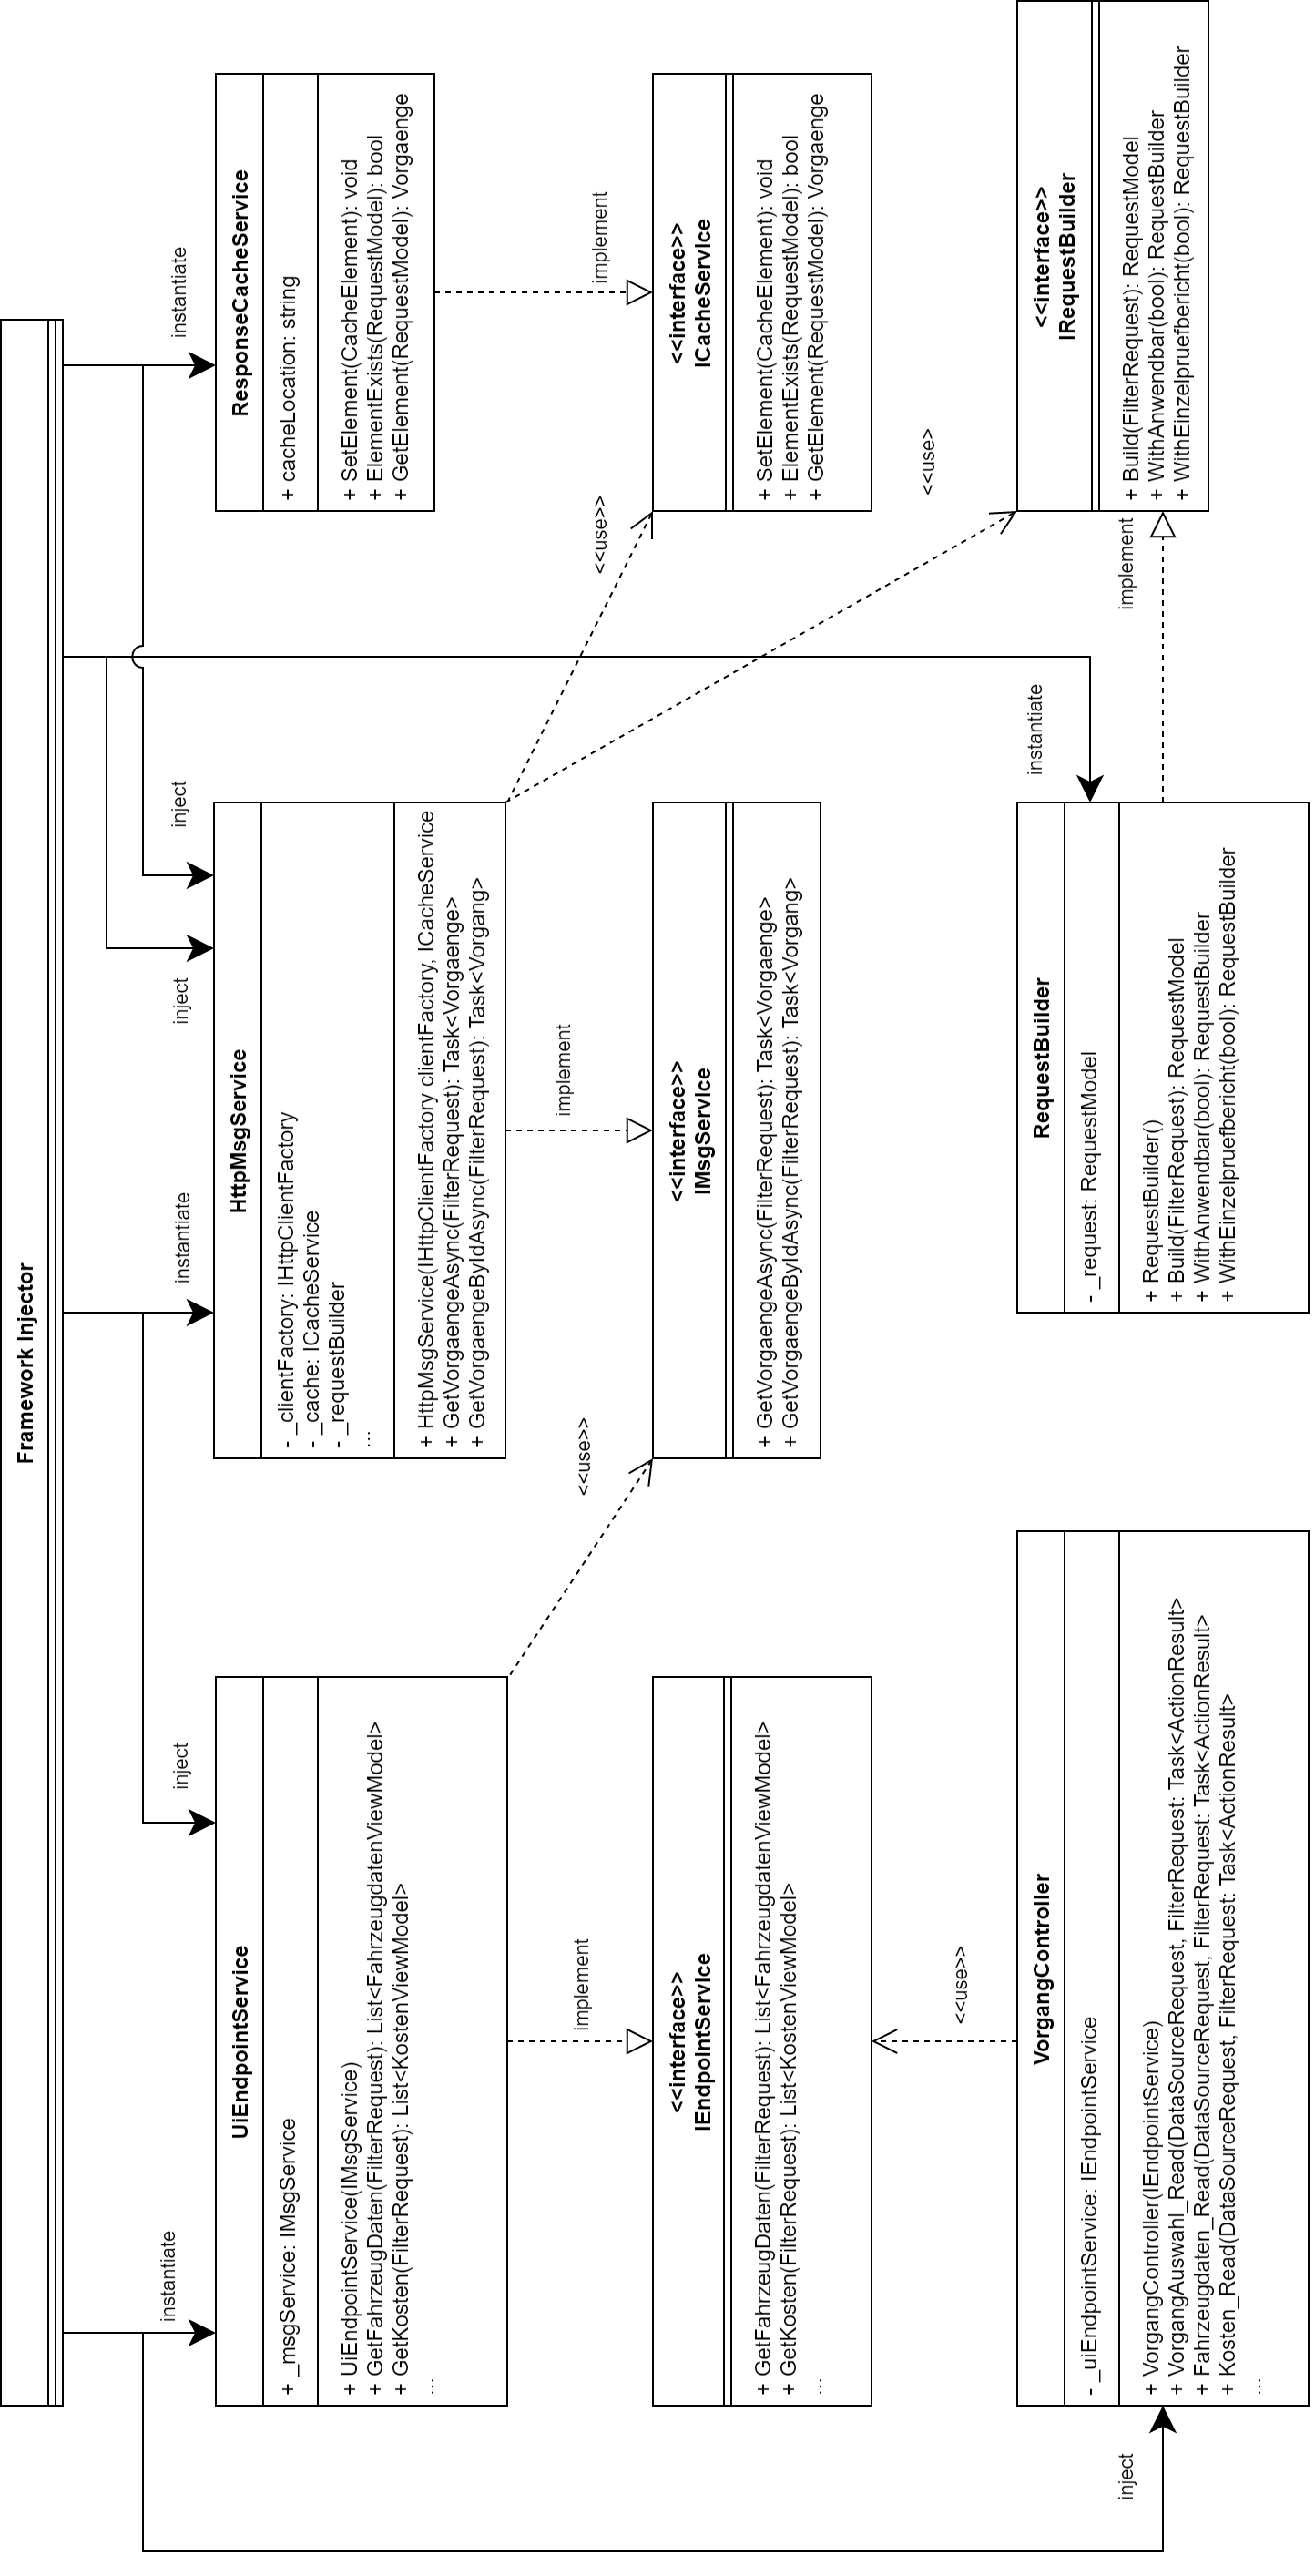 Framework Injector
instantiate
inject
instantiate
inject
inject
instantiate
UiEndpointService
+ _msgService: IMsgService
+ UiEndpointService(IMsgService)
+ GetFahrzeugDaten(FilterRequest): List<FahrzeugdatenViewModel>
+ GetKosten(FilterRequest): List<KostenViewModel>
...
HttpMsgService
- _clientFactory: IHttpClientFactory
- _cache: ICacheService
- _requestBuilder
...
+ HttpMsgService(IHttpClientFactory clientFactory, ICacheService
+ GetVorgaengeAsync(FilterRequest): Task<Vorgaenge>
+ GetVorgaengeByIdAsync(FilterRequest): Task<Vorgang>
ResponseCacheService
+ cacheLocation: string
+ SetElement(CacheElement): void
+ ElementExists(RequestModel): bool
+ GetElement(RequestModel): Vorgaenge
implement
<<use>>
implement
<<use>>
implement
<<interface>>
IEndpointService
+ GetFahrzeugDaten(FilterRequest): List<FahrzeugdatenViewModel>
+ GetKosten(FilterRequest): List<KostenViewModel>
...
<<interface>>
IMsgService
+ GetVorgaengeAsync(FilterRequest): Task<Vorgaenge>
+ GetVorgaengeByIdAsync(FilterRequest): Task<Vorgang>
<<interface>>
ICacheService
+ SetElement(CacheElement): void
+ ElementExists(RequestModel): bool
+ GetElement(RequestModel): Vorgaenge
<<use>>
<<use>
instantiate
inject
VorgangController
- _uiEndpointService: IEndpointService
+ VorgangController(IEndpointService)
+ VorgangAuswahl_Read(DataSourceRequest, FilterRequest: Task<ActionResult>
+ Fahrzeugdaten_Read(DataSourceRequest, FilterRequest: Task<ActionResult>
+ Kosten_Read(DataSourceRequest, FilterRequest: Task<ActionResult>
...
RequestBuilder
- _request: RequestModel
+ RequestBuilder()
+ Build(FilterRequest): RequestModel
+ WithAnwendbar(bool): RequestBuilder
+ WithEinzelpruefbericht(bool): RequestBuilder
implement
<<interface>>
IRequestBuilder
+ Build(FilterRequest): RequestModel
+ WithAnwendbar(bool): RequestBuilder
+ WithEinzelpruefbericht(bool): RequestBuilder